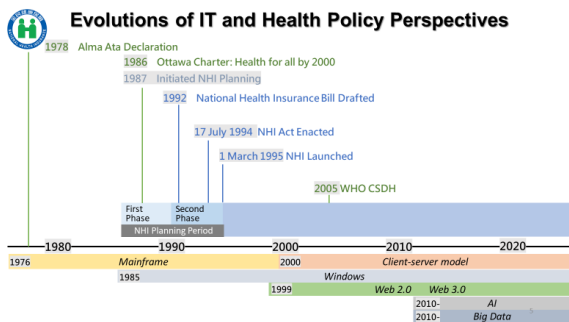 Evolutions of IT and Health Policy Perspectives
1978 Alma Ata Declaration
1986 Ottawa Charter: Health for all by 2000
1987 Initiated NHI Planning
1992 National Health Insurance Bill Drafted
17 July 1994 NHI Act Enacted
1 March 1995 NHI Launched
2005 WHO CSDH
First Phase
Second Phase
NHI Planning Period
1980 1990 2000 2010 2020
1976 Mainframe 2000 Client-server model
1985 Windows
1999 Web 2.0 Web 3.0
2010- AI
2010- Big Data